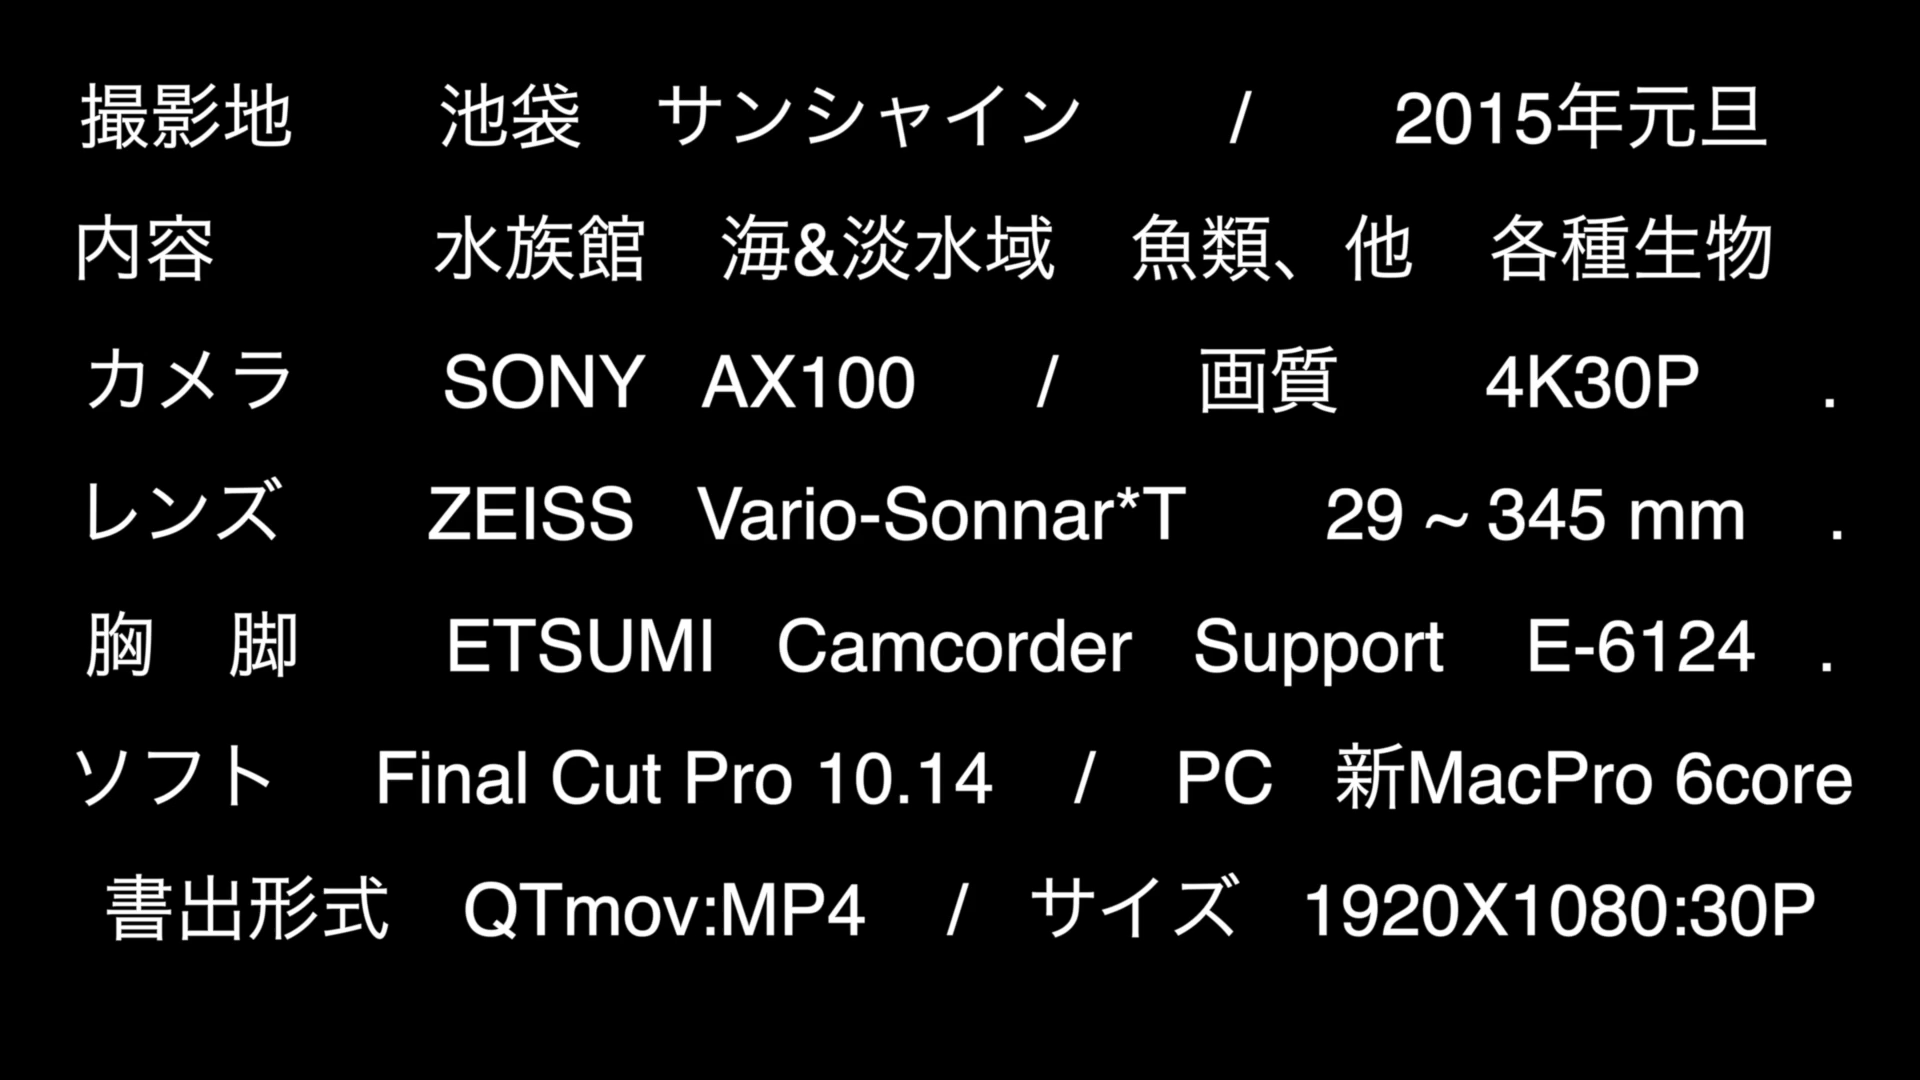 撮影地 池袋 サンシャイン / 2015年元旦
内容 水族館 海&淡水域 魚類、他 各種生物
カメラ SONY AX100 / 画質 4K30P .
レンズ ZEISS Vario-Sonnar*T 29 ~ 345 mm .
胸 脚 ETSUMI Camcorder Support E-6124 .
ソフト Final Cut Pro 10.14 / PC 新MacPro 6core
書出形式 QTmov:MP4 / サイズ 1920X1080:30P